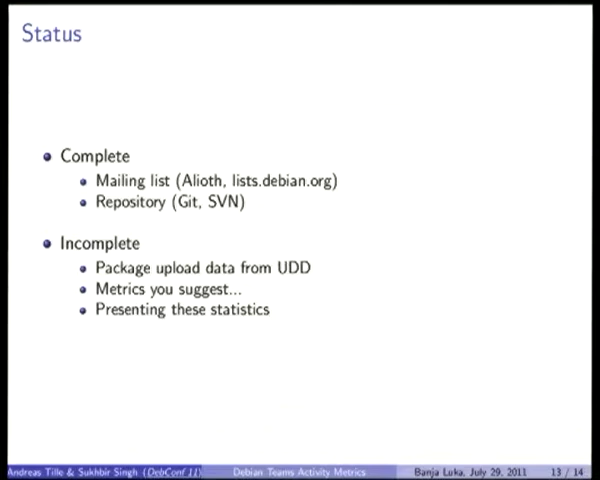 Status
Complete
Mailing list (Alioth, lists.debian.org)
Repository (Git, SVN)
Incomplete
Package upload data from UDD
Metrics you suggest...
Presenting these statistics
Andreas Tille & Sukhbir Singh (DebConf 11) Debian Teams Activity Metrics Banja Luka, July 29, 2011 13 / 14